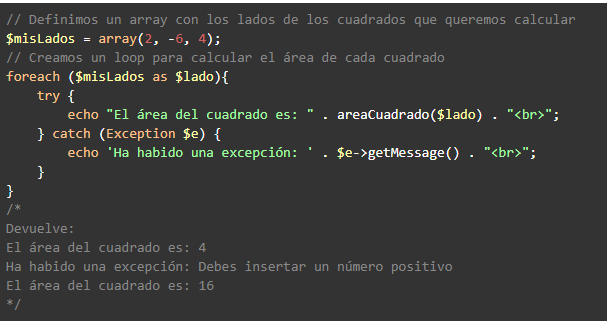 // Definimos un array con los lados de los cuadrados que queremos calcular
$misLados = array(2, -6, 4);
// Creamos un loop para calcular el área de cada cuadrado
foreach ($misLados as $lado){
    try {
        echo "El área del cuadrado es: " . areaCuadrado($lado) . "<br>";
    } catch (Exception $e) {
        echo 'Ha habido una excepción: ' . $e->getMessage() . "<br>";
    }
}
/*
Devuelve:
El área del cuadrado es: 4
Ha habido una excepción: Debes insertar un número positivo
El área del cuadrado es: 16
*/